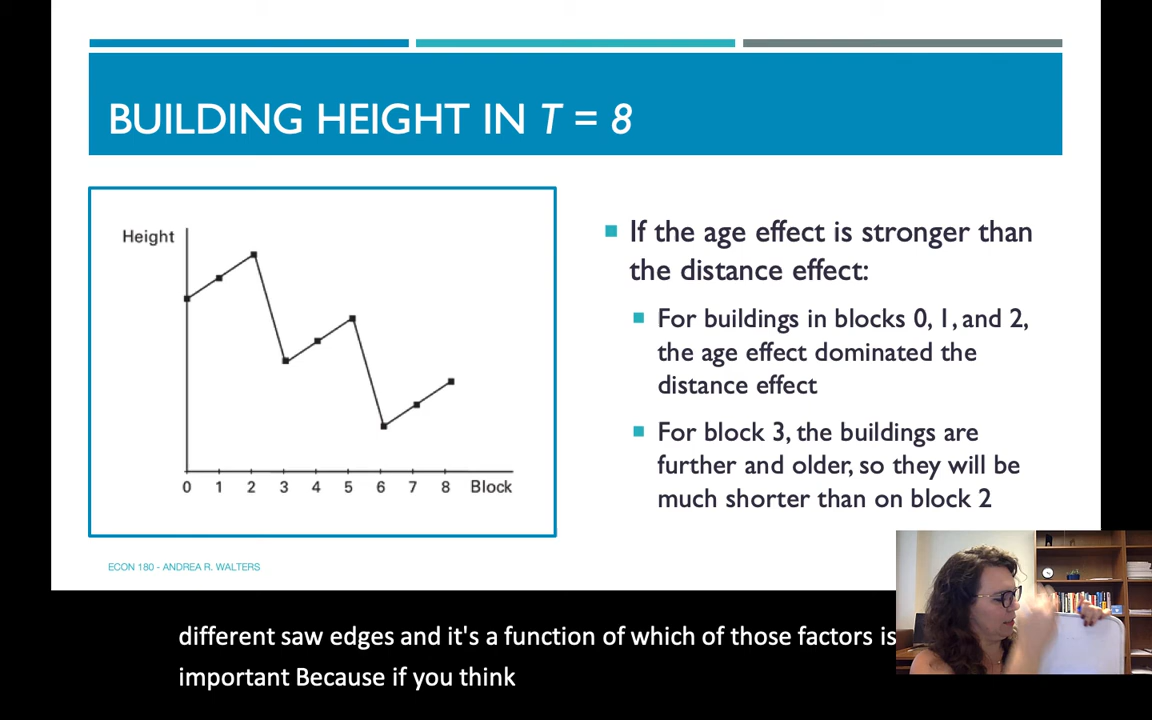 BUILDING HEIGHT IN T = 8
Height
0 1 2 3 4 5 6 7 8 Block
If the age effect is stronger than
the distance effect:
For buildings in blocks 0, 1, and 2,
the age effect dominated the
distance effect
For block 3, the buildings are
further and older, so they will be
much shorter than on block 2
ECON 180 - ANDREA R. WALTERS
different saw edges and it's a function of which of those factors is
important Because if you think